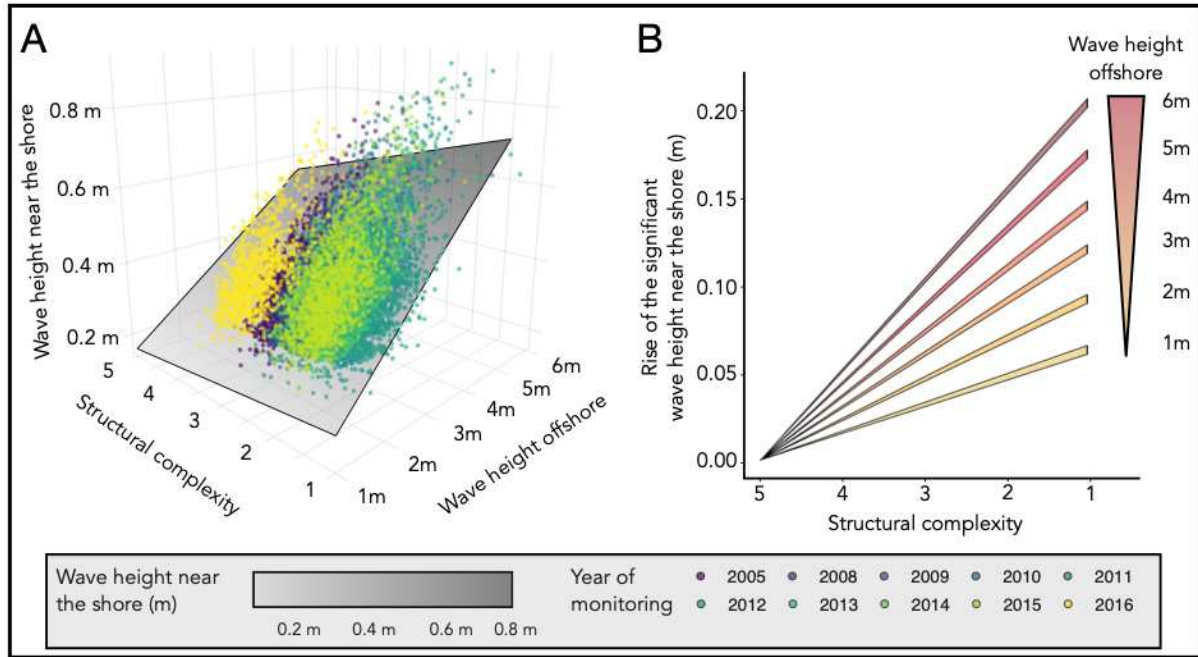 A
Wave height near the shore
0.8 m
0.6 m
0.4 m
0.2 m
5
4
3
2
1
Structural complexity
1m
2m
3m
4m
5m
6m
Wave height offshore
B
Rise of the significant
wave height near the shore (m)
0.20
0.15
0.10
0.05
0.00
5 4 3 2 1
Structural complexity
Wave height
offshore
6m
5m
4m
3m
2m
1m
Wave height near
the shore (m)
0.2 m 0.4 m 0.6 m 0.8 m
Year of
monitoring
2005 2008 2009 2010 2011
2012 2013 2014 2015 2016